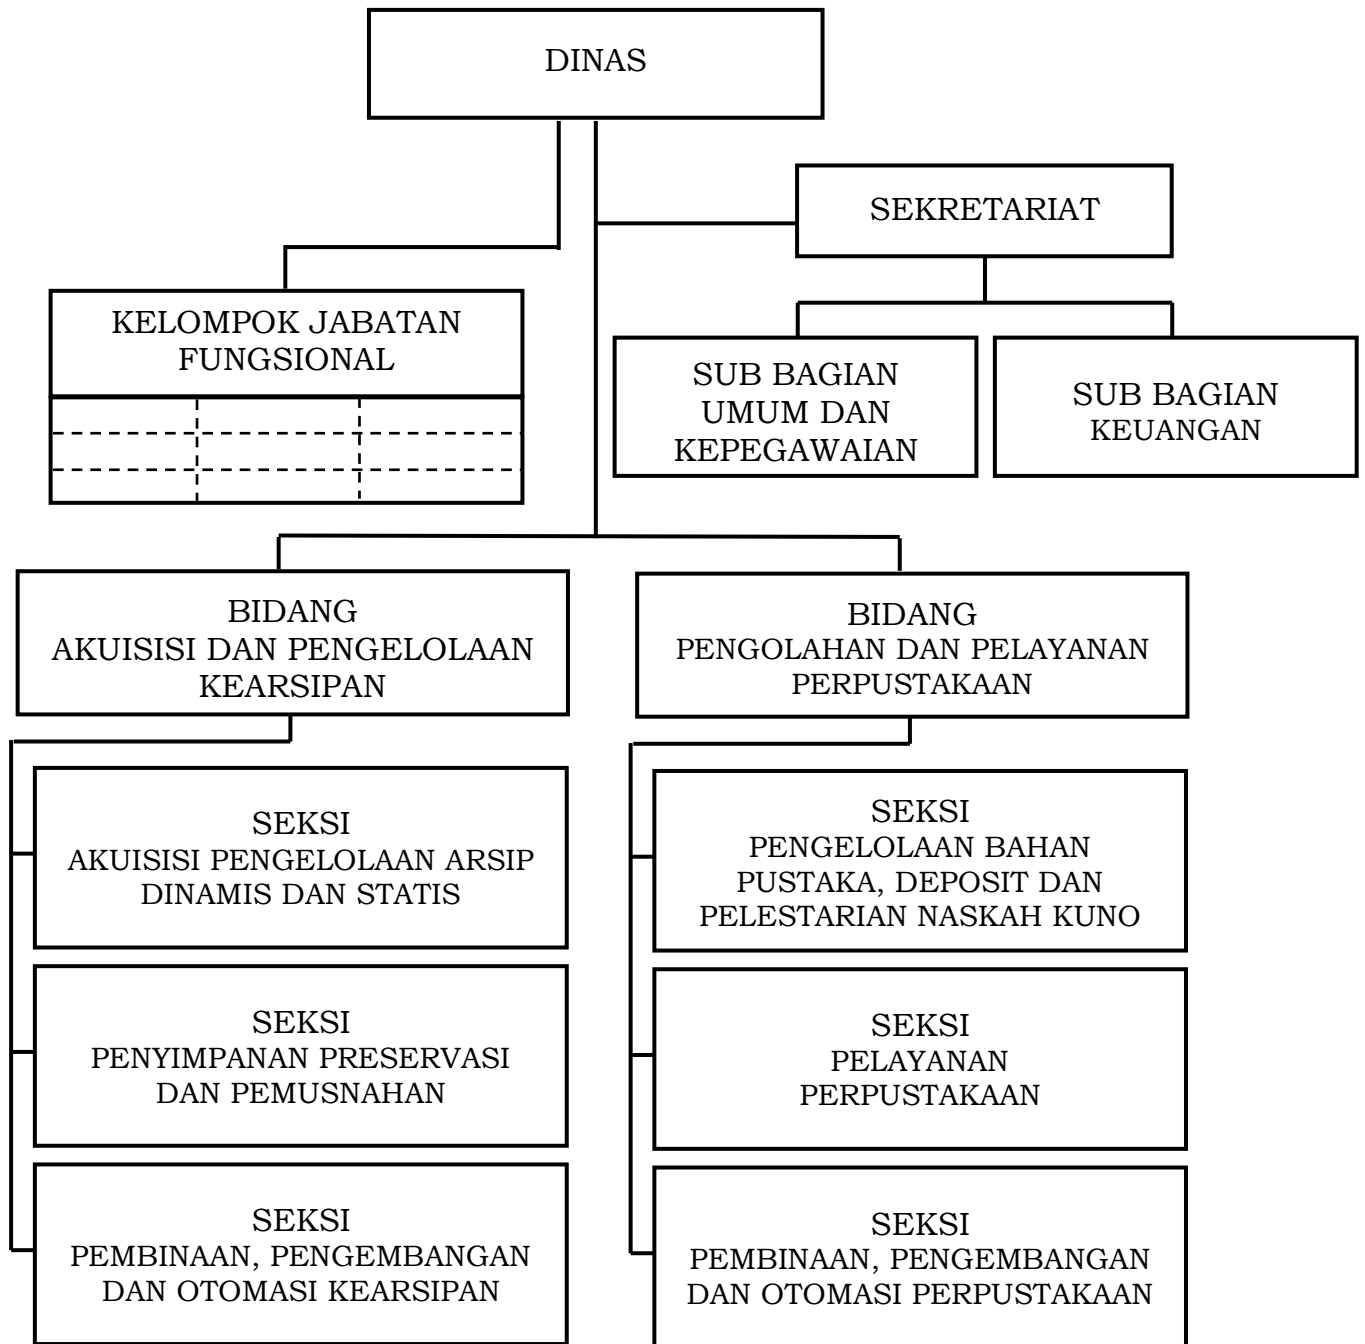 DINAS
SEKRETARIAT
KELOMPOK JABATAN
FUNGSIONAL
SUB BAGIAN
UMUM DAN
KEPEGAWAIAN
SUB BAGIAN
KEUANGAN
BIDANG
AKUISISI DAN PENGELOLAAN
KEARSIPAN
BIDANG
PENGOLAHAN DAN PELAYANAN
PERPUSTAKAAN
SEKSI
AKUISISI PENGELOLAAN ARSIP
DINAMIS DAN STATIS
SEKSI
PENGELOLAAN BAHAN
PUSTAKA, DEPOSIT DAN
PELESTARIAN NASKAH KUNO
SEKSI
PENYIMPANAN PRESERVASI
DAN PEMUSNAHAN
SEKSI
PELAYANAN
PERPUSTAKAAN
SEKSI
PEMBINAAN, PENGEMBANGAN
DAN OTOMASI KEARSIPAN
SEKSI
PEMBINAAN, PENGEMBANGAN
DAN OTOMASI PERPUSTAKAAN